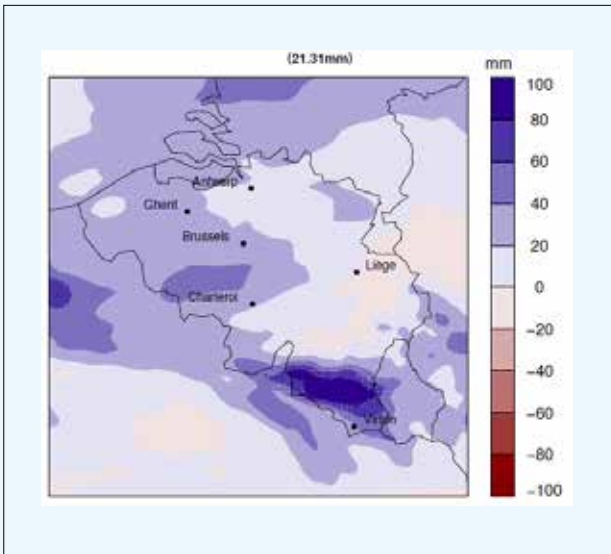 (21.31mm)
mm
100
80
60
40
20
0
−20
−40
−60
−80
−100
Antwerp
Ghent
Brussels
Liege
Charleroi
Virton